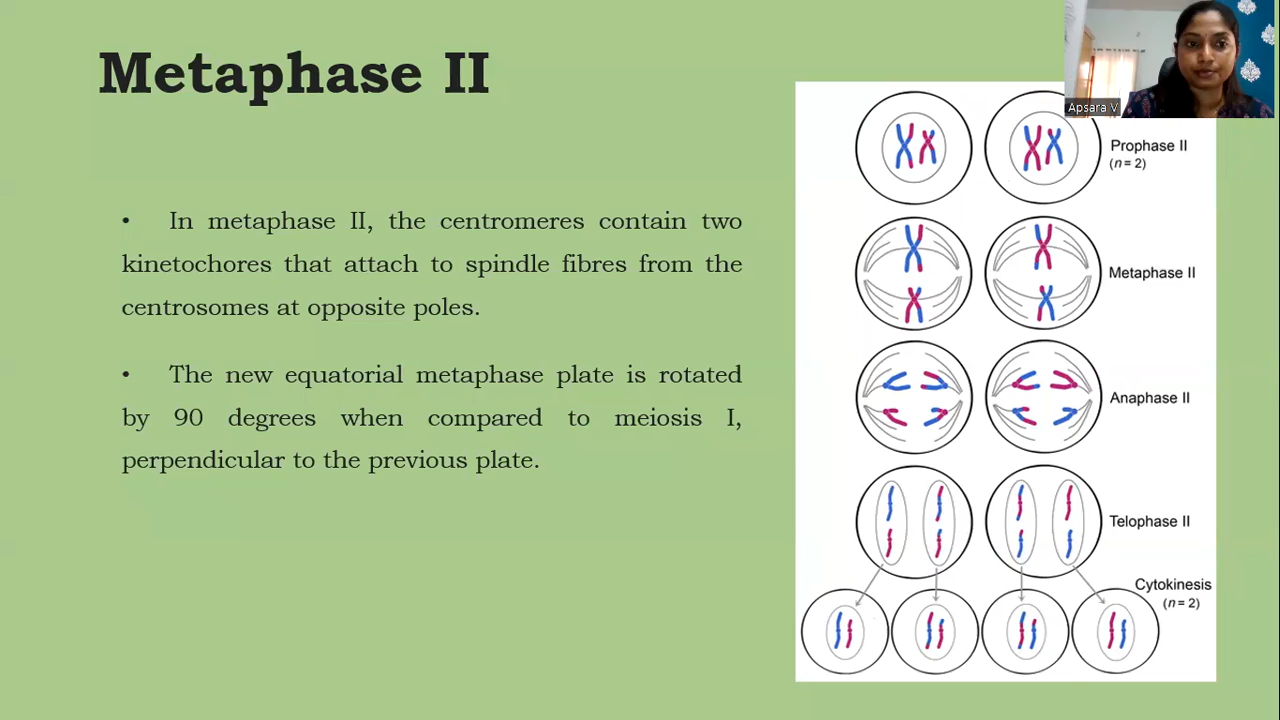 Metaphase II
• In metaphase II, the centromeres contain two
kinetochores that attach to spindle fibres from the
centrosomes at opposite poles.
• The new equatorial metaphase plate is rotated
by 90 degrees when compared to meiosis I,
perpendicular to the previous plate.
Apsara V
Prophase II
(n = 2)
Metaphase II
Anaphase II
Telophase II
Cytokinesis
(n = 2)